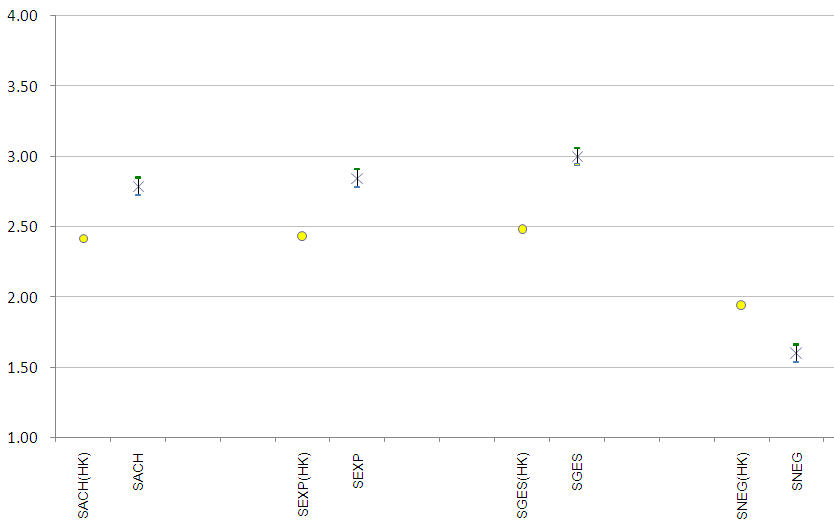 4.00
3.50
3.00
2.50
2.00
1.50
1.00
SACH(HK)
SACH
SEXP(HK)
SEXP
SGES(HK)
SGES
SNEG(HK)
SNEG